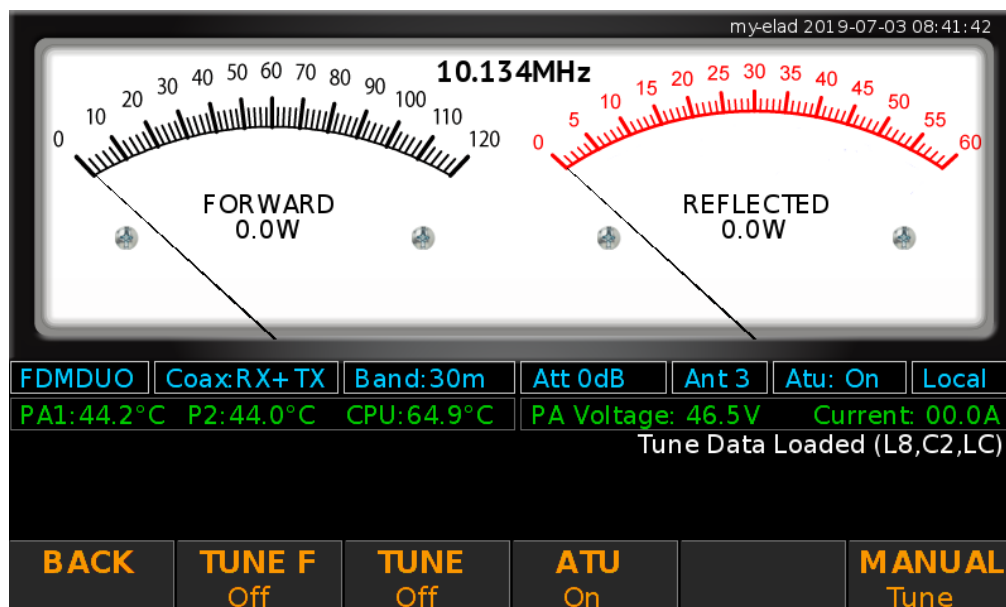 my-elad 2019-07-03 08:41:42
10.134MHz
0 10 20 30 40 50 60 70 80 90 100 110 120
0 5 10 15 20 25 30 35 40 45 50 55 60
FORWARD
0.0W
REFLECTED
0.0W
FDMDUO Coax:RX+TX Band:30m Att 0dB Ant 3 Atu: On Local
PA1:44.2°C P2:44.0°C CPU:64.9°C PA Voltage: 46.5V Current: 00.0A
Tune Data Loaded (L8,C2,LC)
BACK TUNE F TUNE ATU MANUAL
Off Off On Tune